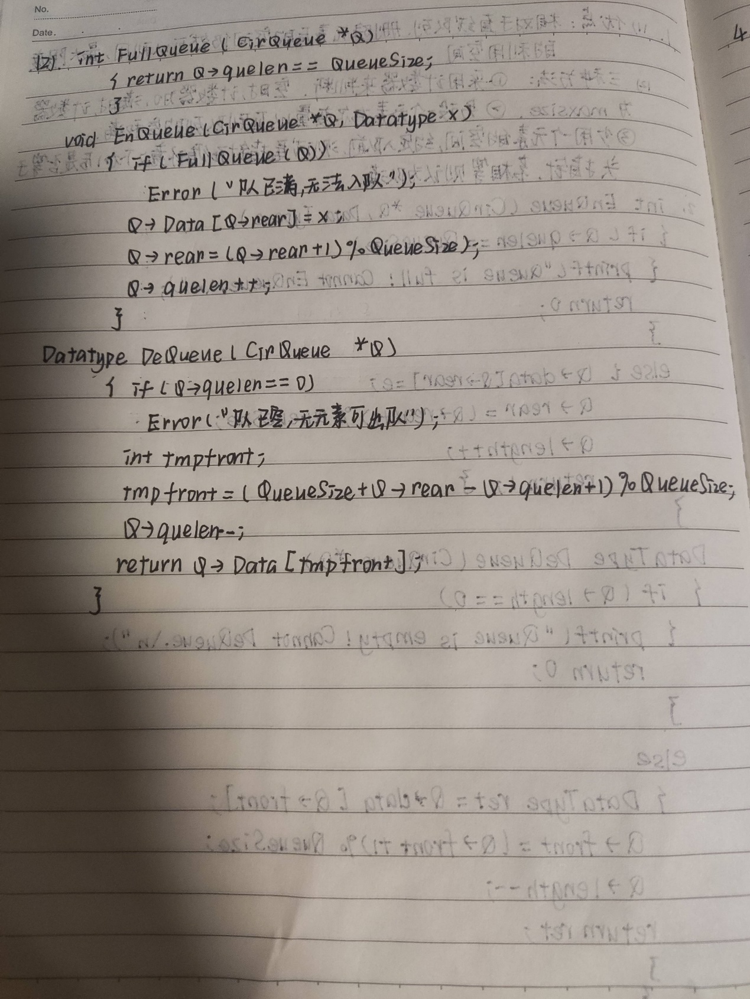 No.
Date.
4
(2). int FullQueue ( CirQueue *Q)
{ return Q→quelen== QueueSize;
}
void EnQueue (CirQueue *Q, Datatype x)
{ if ( FullQueue (Q))
Error ("队已满,无法入队");
Q→ Data [Q→rear] = x;
Q→ rear = (Q→rear+1) % QueueSize);
Q→ quelen++;
}
Datatype DeQueue ( CirQueue *Q)
{ if (Q→quelen== 0)
Error ("队已空,无元素可出队");
int tmpfront;
tmpfront = ( QueueSize + Q→rear - Q→quelen+1) % QueueSize;
Q→quelen--;
return Q→ Data [tmpfront];
}